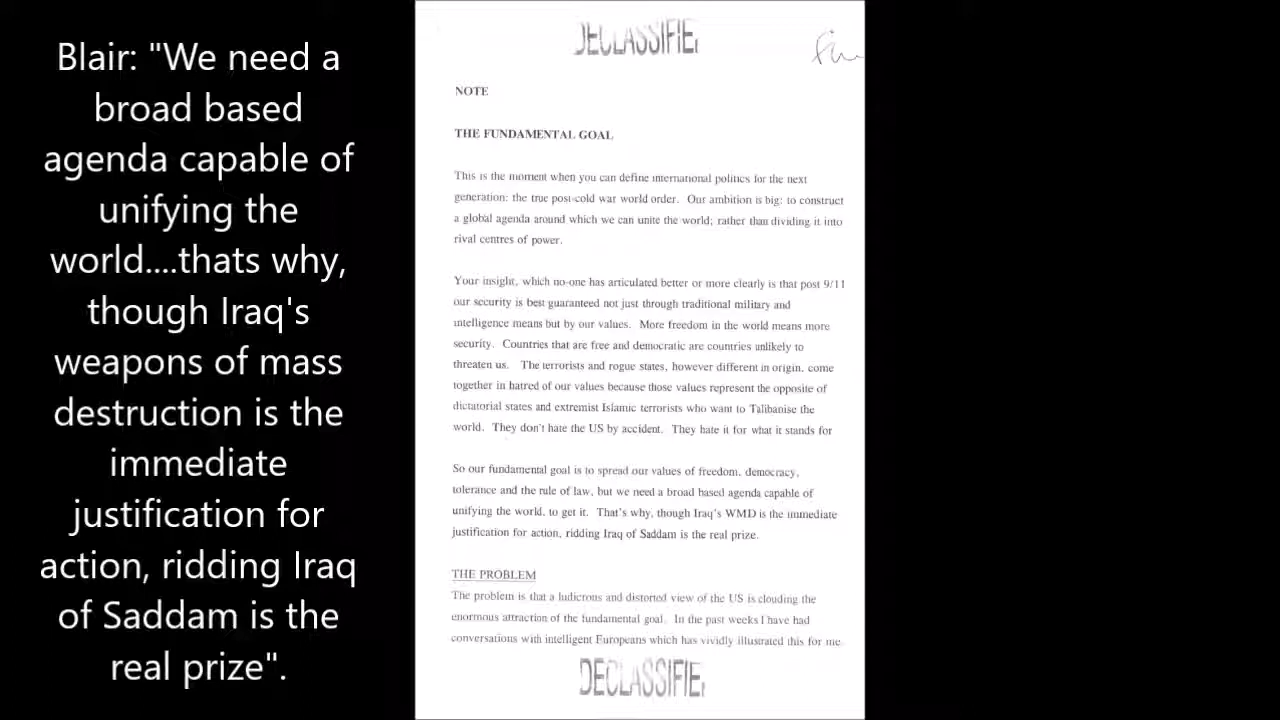 Blair: "We need a
broad based
agenda capable of
unifying the
world....thats why,
though Iraq's
weapons of mass
destruction is the
immediate
justification for
action, ridding Iraq
of Saddam is the
real prize".
DECLASSIFIE
NOTE
THE FUNDAMENTAL GOAL
This is the moment when you can define international politics for the next
generation: the true post-cold war world order. Our ambition is big: to construct
a global agenda around which we can unite the world; rather than dividing it into
rival centres of power.
Your insight, which no-one has articulated better or more clearly is that post 9/11
our security is best guaranteed not just through traditional military and
intelligence means but by our values. More freedom in the world means more
security. Countries that are free and democratic are countries unlikely to
threaten us. The terrorists and rogue states, however different in origin, come
together in hatred of our values because those values represent the opposite of
dictatorial states and extremist Islamic terrorists who want to Talibanise the
world. They don't hate the US by accident. They hate it for what it stands for
So our fundamental goal is to spread our values of freedom, democracy,
tolerance and the rule of law, but we need a broad based agenda capable of
unifying the world, to get it. That's why, though Iraq's WMD is the immediate
justification for action, ridding Iraq of Saddam is the real prize.
THE PROBLEM
The problem is that a ludicrous and distorted view of the US is clouding the
enormous attraction of the fundamental goal. In the past weeks I have had
conversations with intelligent Europeans which has vividly illustrated this for me.
DECLASSIFIE